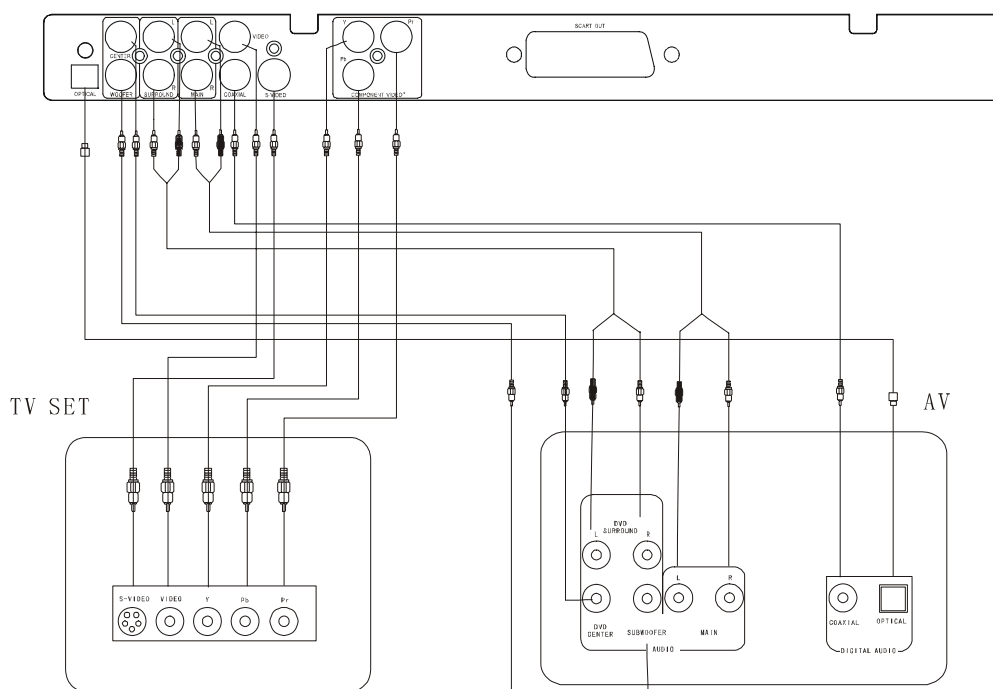 SCART OUT
Y
Pr
L
L
VIDEO
CENTER
Pb
R
R
OPTICAL
WOOFER
SURROUND
MAIN
COAXIAL
S-VIDEO
COMPONENT VIDEO
TV SET
AV
DVD
SURROUND
L
R
L
R
S-VIDEO
VIDEO
Y
Pb
Pr
COAXIAL
OPTICAL
DVD
CENTER
SUBWOOFER
MAIN
AUDIO
DIGITAL AUDIO